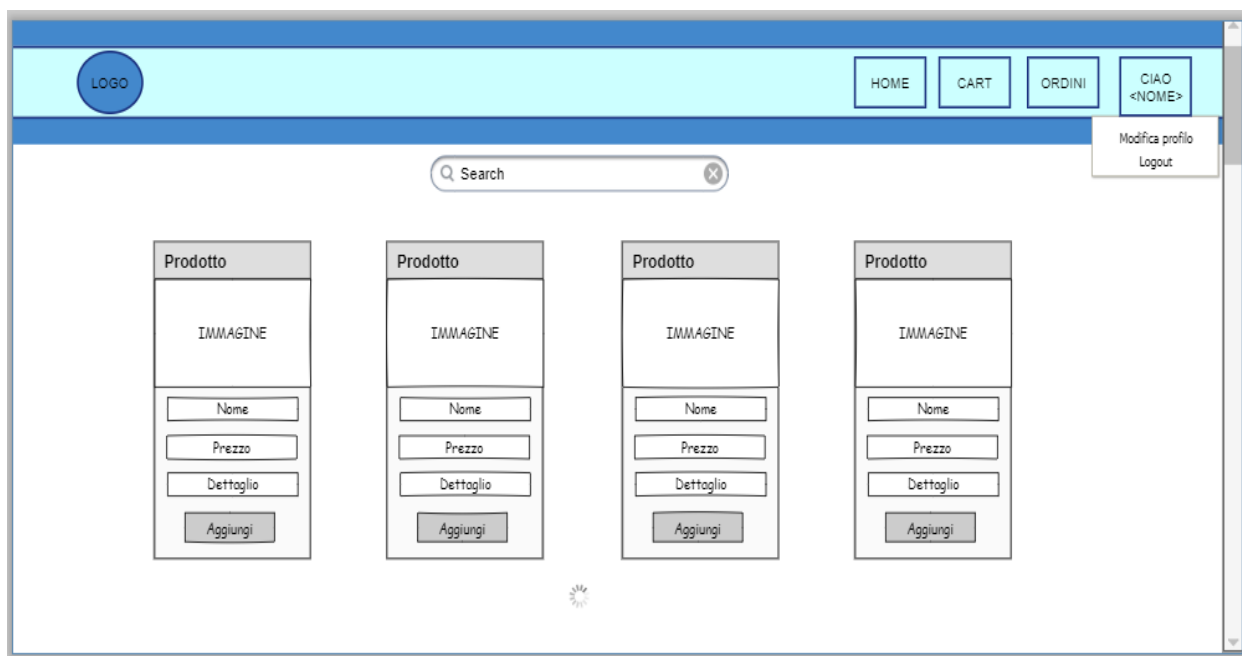 LOGO
HOME
CART
ORDINI
CIAO
<NOME>
Modifica profilo
Logout
Search
Prodotto
Prodotto
Prodotto
Prodotto
IMMAGINE
IMMAGINE
IMMAGINE
IMMAGINE
Nome
Nome
Nome
Nome
Prezzo
Prezzo
Prezzo
Prezzo
Dettaglio
Dettaglio
Dettaglio
Dettaglio
Aggiungi
Aggiungi
Aggiungi
Aggiungi